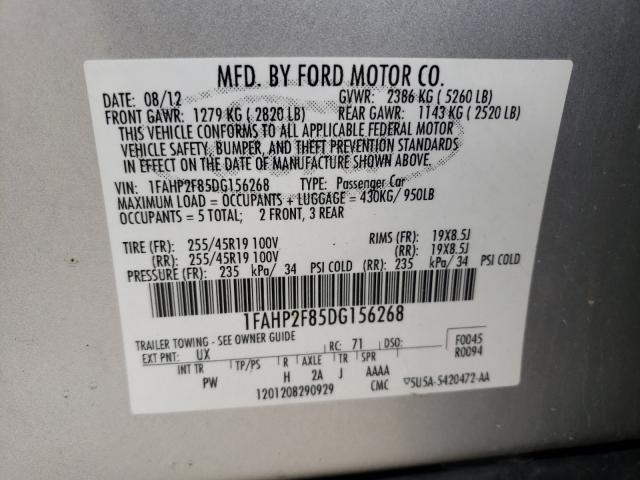 MFD. BY FORD MOTOR CO.
DATE: 08/12 GVWR: 2386 KG ( 5260 LB)
FRONT GAWR: 1279 KG ( 2820 LB) REAR GAWR: 1143 KG ( 2520 LB)
THIS VEHICLE CONFORMS TO ALL APPLICABLE FEDERAL MOTOR
VEHICLE SAFETY, BUMPER, AND THEFT PREVENTION STANDARDS
IN EFFECT ON THE DATE OF MANUFACTURE SHOWN ABOVE.
VIN: 1FAHP2F85DG156268 TYPE: Passenger Car
MAXIMUM LOAD = OCCUPANTS + LUGGAGE = 430KG/ 950LB
OCCUPANTS = 5 TOTAL; 2 FRONT, 3 REAR
TIRE (FR): 255/45R19 100V RIMS (FR): 19X8.5J
(RR): 255/45R19 100V (RR): 19X8.5J
PRESSURE (FR): 235 kPa/ 34 PSI COLD (RR): 235 kPa/ 34 PSI COLD
1FAHP2F85DG156268
TRAILER TOWING - SEE OWNER GUIDE
EXT PNT: UX RC: 71 DSO: F0045
INT TR TP/PS R AXLE TR SPR R0094
PW H 2A J AAAA
1201208290929 CMC 5U5A-5420472-AA